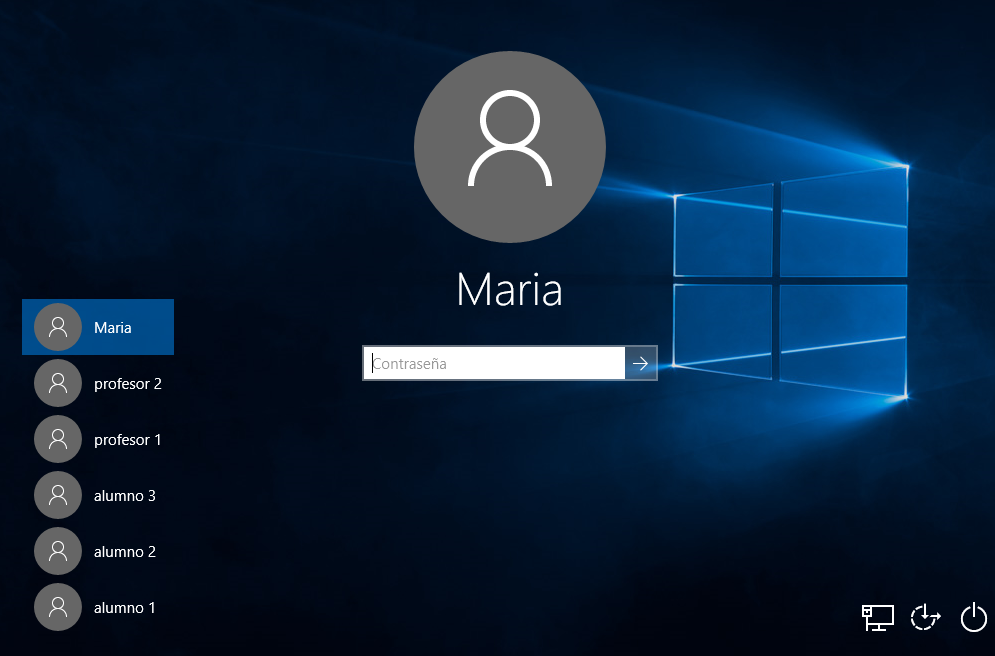 Maria
Contraseña
Maria
profesor 2
profesor 1
alumno 3
alumno 2
alumno 1